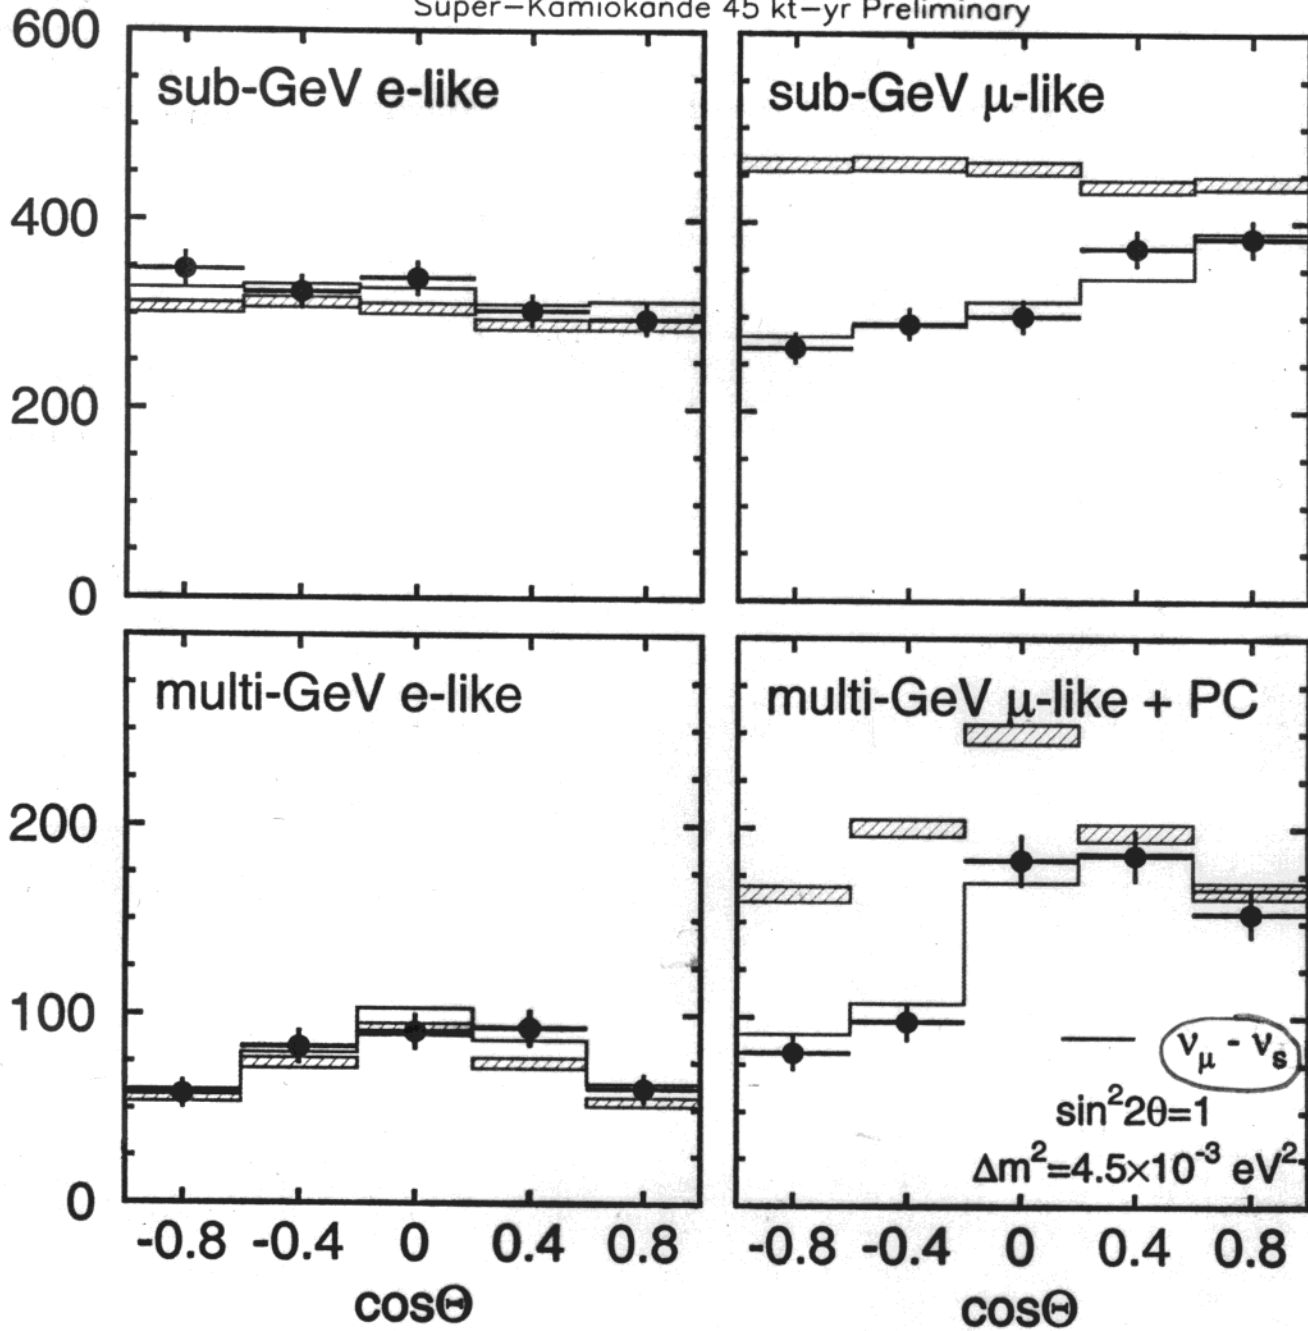 Super-Kamiokande 45 kt-yr Preliminary
600
400
200
0
sub-GeV e-like
sub-GeV μ-like
200
100
0
multi-GeV e-like
multi-GeV μ-like + PC
ν_μ - ν_s
sin²2θ=1
Δm²=4.5×10⁻³ eV²
-0.8 -0.4 0 0.4 0.8
cosΘ
-0.8 -0.4 0 0.4 0.8
cosΘ